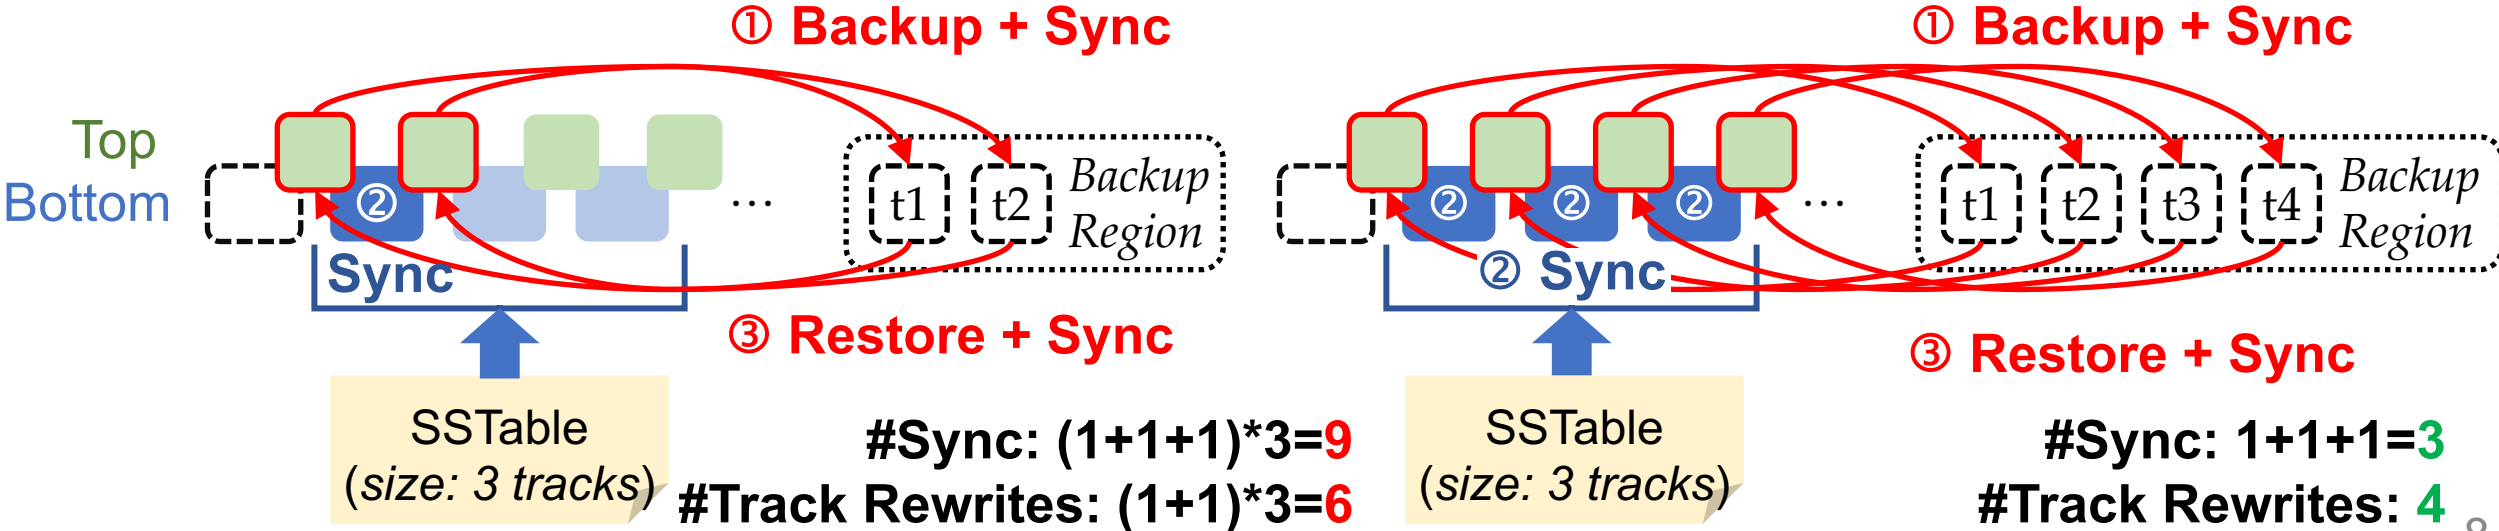 ① Backup + Sync
Top
Bottom
②
...
t1
t2
Backup
Region
Sync
③ Restore + Sync
SSTable
(size: 3 tracks)
#Sync: (1+1+1)*3=9
#Track Rewrites: (1+1)*3=6
① Backup + Sync
②
②
②
...
t1
t2
t3
t4
Backup
Region
② Sync
③ Restore + Sync
SSTable
(size: 3 tracks)
#Sync: 1+1+1=3
#Track Rewrites: 4